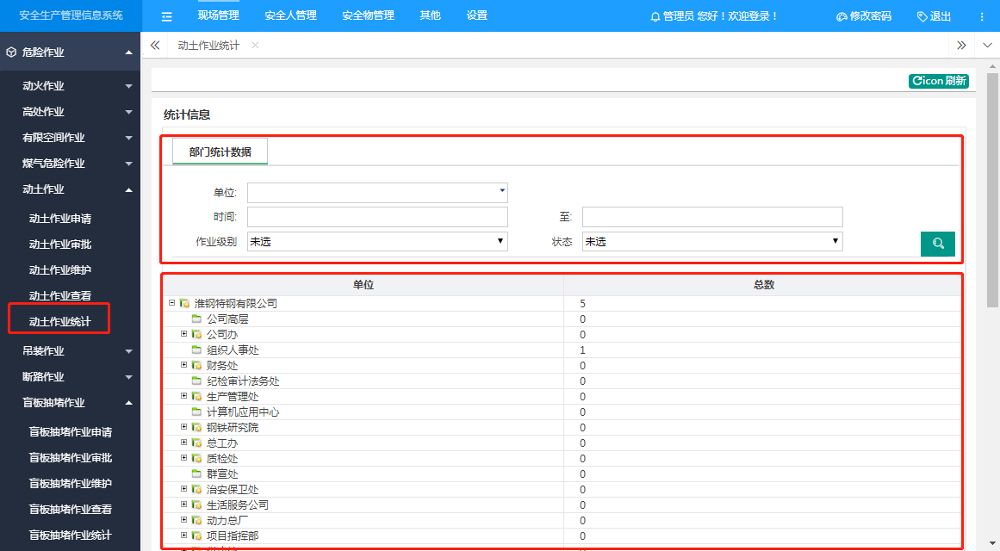 安全生产管理信息系统
现场管理 安全人管理 安全物管理 其他 设置
管理员 您好！欢迎登录！
修改密码 退出
危险作业
动火作业
高处作业
有限空间作业
煤气危险作业
动土作业
动土作业申请
动土作业审批
动土作业维护
动土作业查看
动土作业统计
吊装作业
断路作业
盲板抽堵作业
盲板抽堵作业申请
盲板抽堵作业审批
盲板抽堵作业维护
盲板抽堵作业查看
盲板抽堵作业统计
动土作业统计
icon 刷新
统计信息
部门统计数据
单位:
时间: 至:
作业级别 未选 状态 未选
单位 总数
淮钢特钢有限公司 5
公司高层 0
公司办 0
组织人事处 1
财务处 0
纪检审计法务处 0
生产管理处 0
计算机应用中心 0
钢铁研究院 0
总工办 0
质检处 0
群宣处 0
治安保卫处 0
生活服务公司 0
动力总厂 0
项目指挥部 0